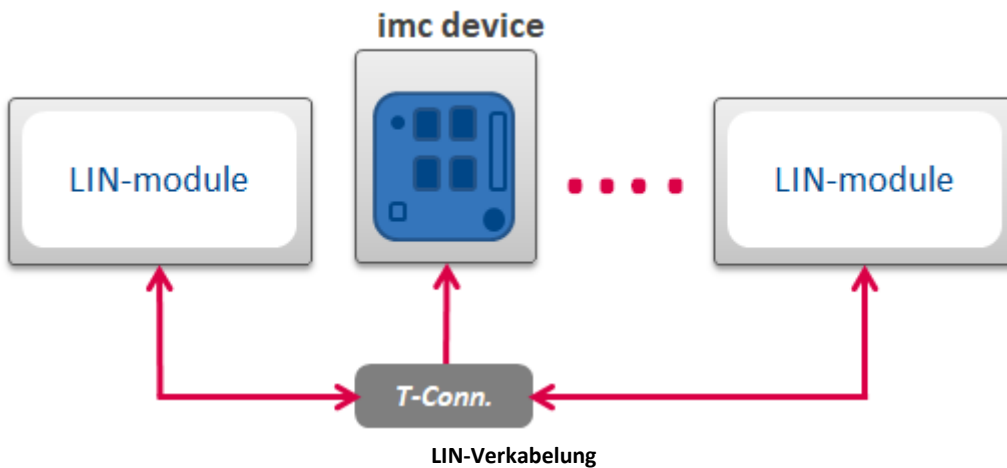 imc device
LIN-module
LIN-module
T-Conn.
LIN-Verkabelung